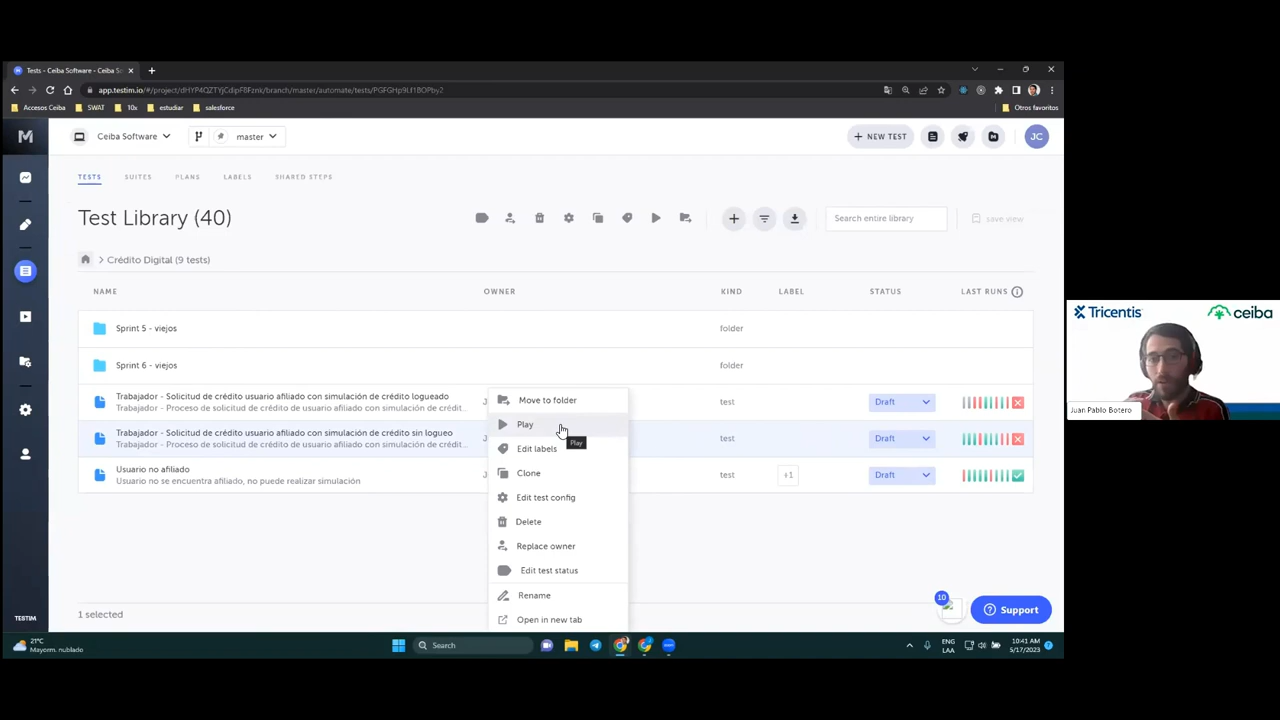 Tests - Ceiba Software - Ceiba So
app.testim.io/#/project/dHYP4QZTYjCdipF8Fznk/branch/master/automate/tests/PGFGHp9Lf1BOPby2
Accesos Ceiba
SWAT
10x
estudiar
salesforce
Otros favoritos
M
Ceiba Software
master
+ NEW TEST
JC
TESTS
SUITES
PLANS
LABELS
SHARED STEPS
Test Library (40)
Search entire library
save view
> Crédito Digital (9 tests)
NAME
OWNER
KIND
LABEL
STATUS
LAST RUNS
Sprint 5 - viejos
folder
Sprint 6 - viejos
folder
Trabajador - Solicitud de crédito usuario afiliado con simulación de crédito logueado
Trabajador - Proceso de solicitud de crédito de usuario afiliado con simulación de crédit...
J
test
Draft
Trabajador - Solicitud de crédito usuario afiliado con simulación de crédito sin logueo
Trabajador - Proceso de solicitud de crédito de usuario afiliado con simulación de crédit...
J
test
Draft
Usuario no afiliado
Usuario no se encuentra afiliado, no puede realizar simulación
J
test
+1
Draft
Move to folder
Play
Play
Edit labels
Clone
Edit test config
Delete
Replace owner
Edit test status
Rename
Open in new tab
1 selected
TESTIM
10
Support
21°C
Mayorm. nublado
Search
ENG
LAA
10:41 AM
5/17/2023
Tricentis
ceiba
Juan Pablo Botero